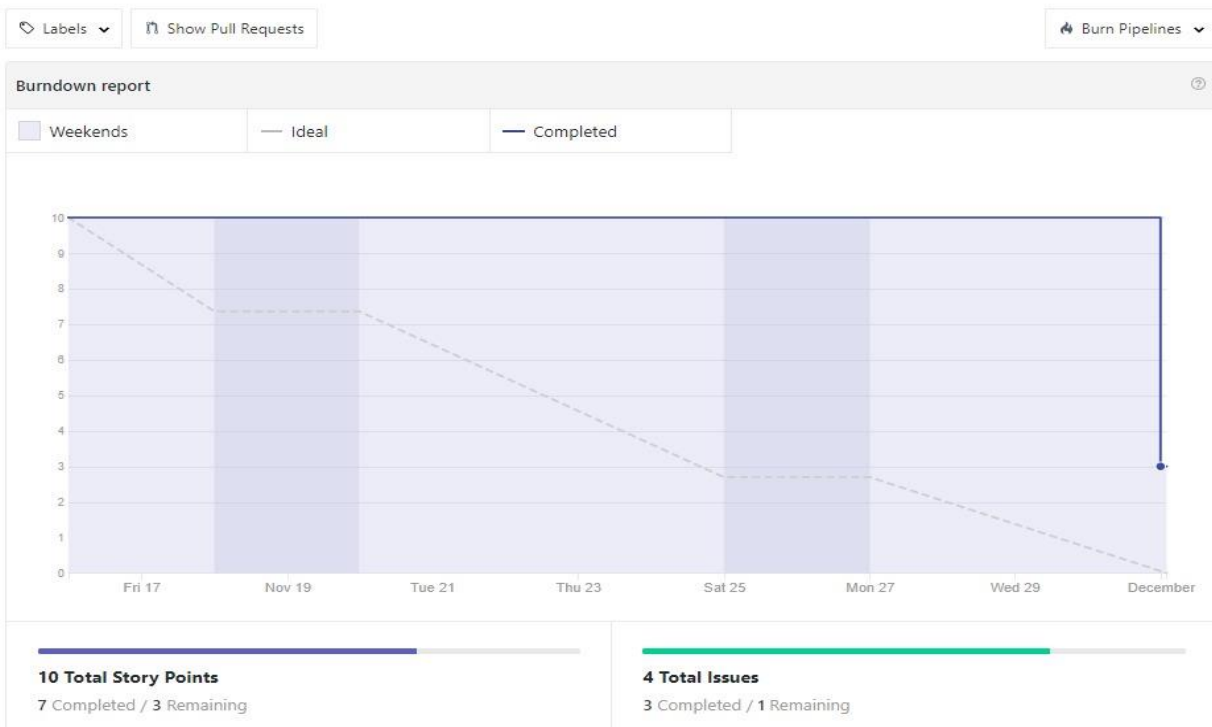 Labels
Show Pull Requests
Burn Pipelines
Burndown report
Weekends
Ideal
Completed
10
9
8
7
6
5
4
3
2
1
0
Fri 17
Nov 19
Tue 21
Thu 23
Sat 25
Mon 27
Wed 29
December
10 Total Story Points
7 Completed / 3 Remaining
4 Total Issues
3 Completed / 1 Remaining